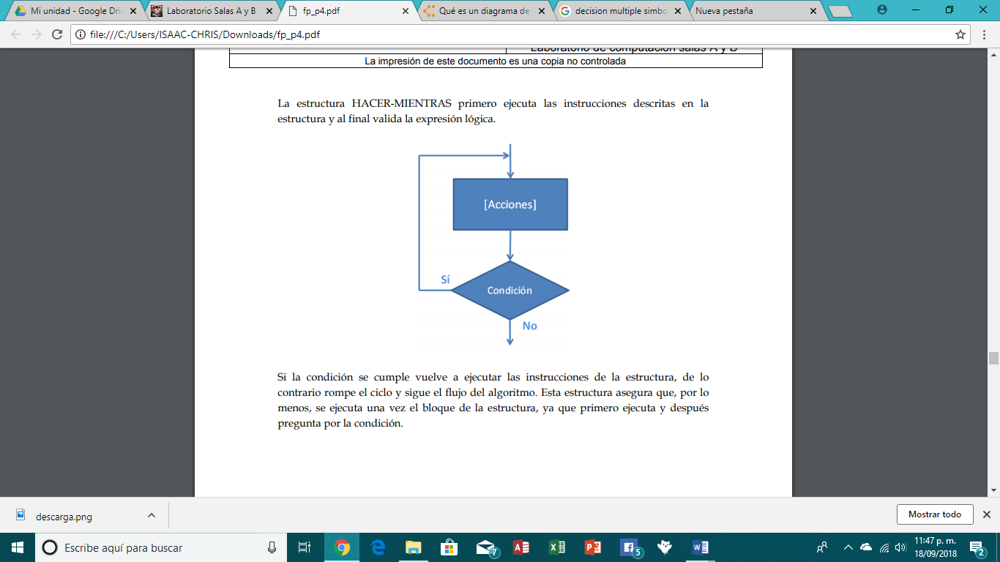 Mi unidad - Google Driv
Laboratorio Salas A y B
fp_p4.pdf
Qué es un diagrama de
decision multiple simbo
Nueva pestaña
file:///C:/Users/ISAAC-CHRIS/Downloads/fp_p4.pdf
Laboratorio de computación salas A y B
La impresión de este documento es una copia no controlada
La estructura HACER-MIENTRAS primero ejecuta las instrucciones descritas en la
estructura y al final valida la expresión lógica.
[Acciones]
Sí
Condición
No
Si la condición se cumple vuelve a ejecutar las instrucciones de la estructura, de lo
contrario rompe el ciclo y sigue el flujo del algoritmo. Esta estructura asegura que, por lo
menos, se ejecuta una vez el bloque de la estructura, ya que primero ejecuta y después
pregunta por la condición.
descarga.png
Mostrar todo
Escribe aquí para buscar
7
5
11:47 p. m.
18/09/2018
2